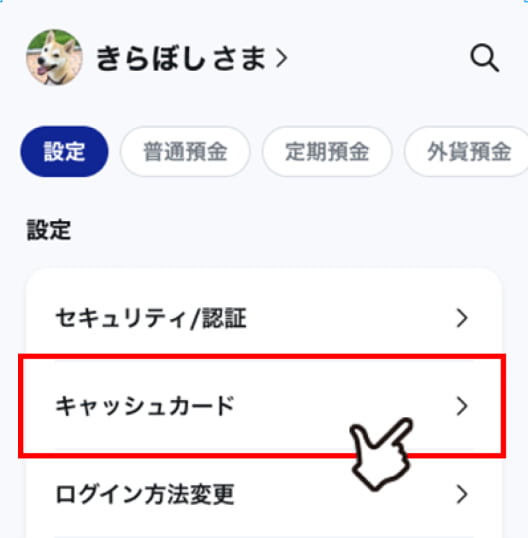 きらぼしさま
設定 普通預金 定期預金 外貨預金
設定
セキュリティ/認証
キャッシュカード
ログイン方法変更